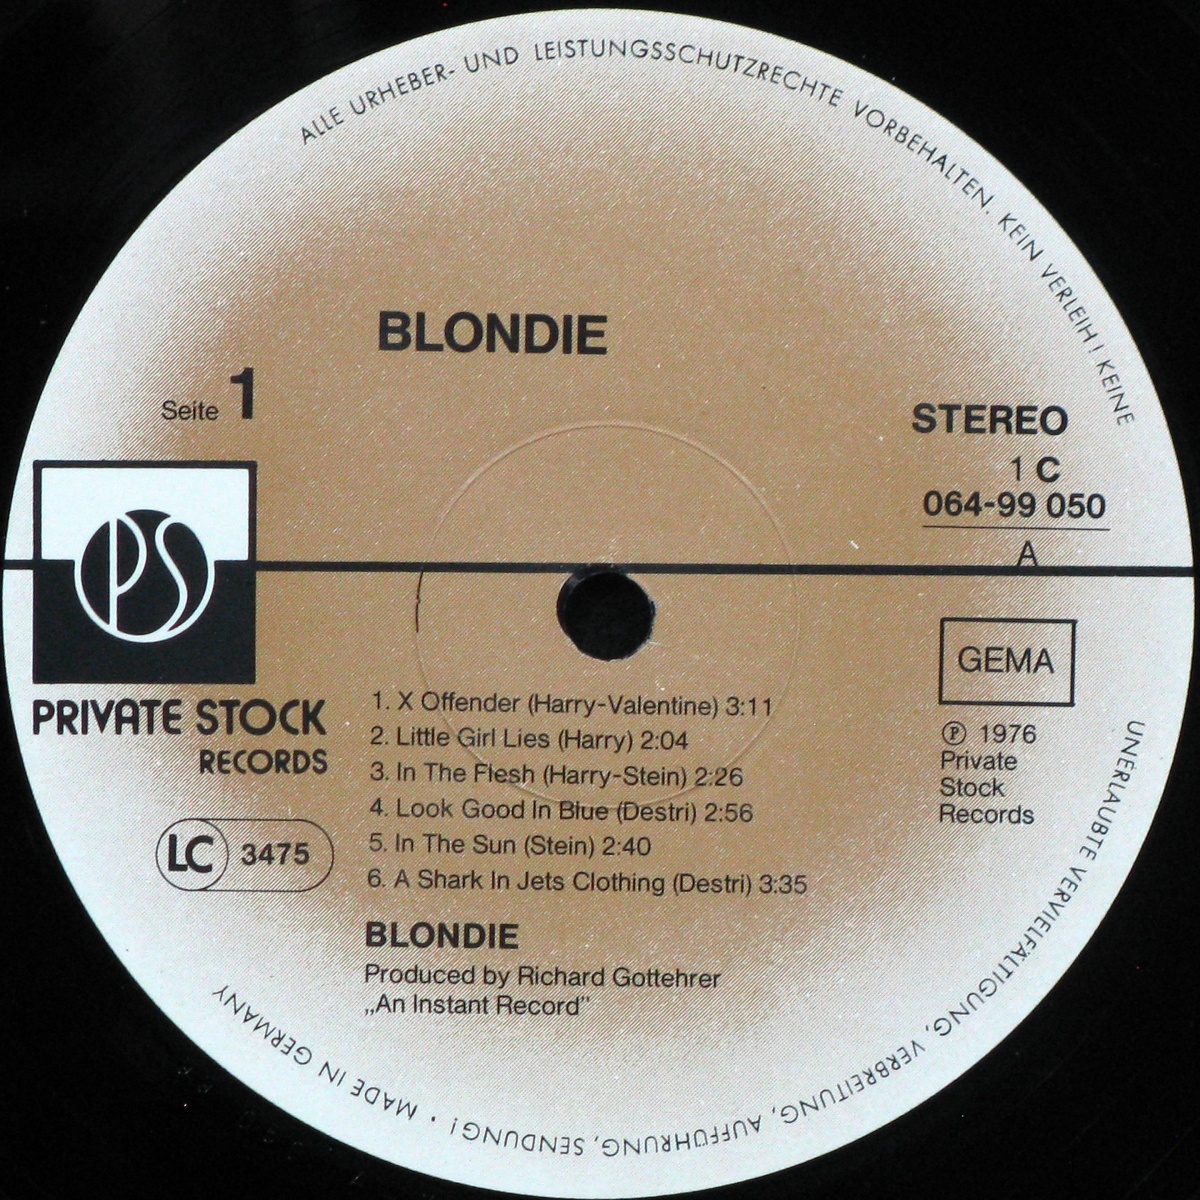 ALLE URHEBER- UND LEISTUNGSSCHUTZRECHTE VORBEHALTEN. KEIN VERLEIH! KEINE
UNERLAUBTE VERVIELFÄLTIGUNG, VERBREITUNG, AUFFÜHRUNG, SENDUNG! • MADE IN GERMANY
BLONDIE
Seite 1
STEREO
1 C
064-99 050
A
PS
PRIVATE STOCK
RECORDS
LC 3475
GEMA
℗ 1976
Private
Stock
Records
1. X Offender (Harry-Valentine) 3:11
2. Little Girl Lies (Harry) 2:04
3. In The Flesh (Harry-Stein) 2:26
4. Look Good In Blue (Destri) 2:56
5. In The Sun (Stein) 2:40
6. A Shark In Jets Clothing (Destri) 3:35
BLONDIE
Produced by Richard Gottehrer
„An Instant Record”